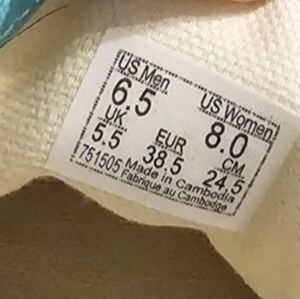 US Men US Women
6.5 8.0
UK EUR CM
5.5 38.5 24.5
751505 Made in Cambodia
Fabriqué au Cambodge